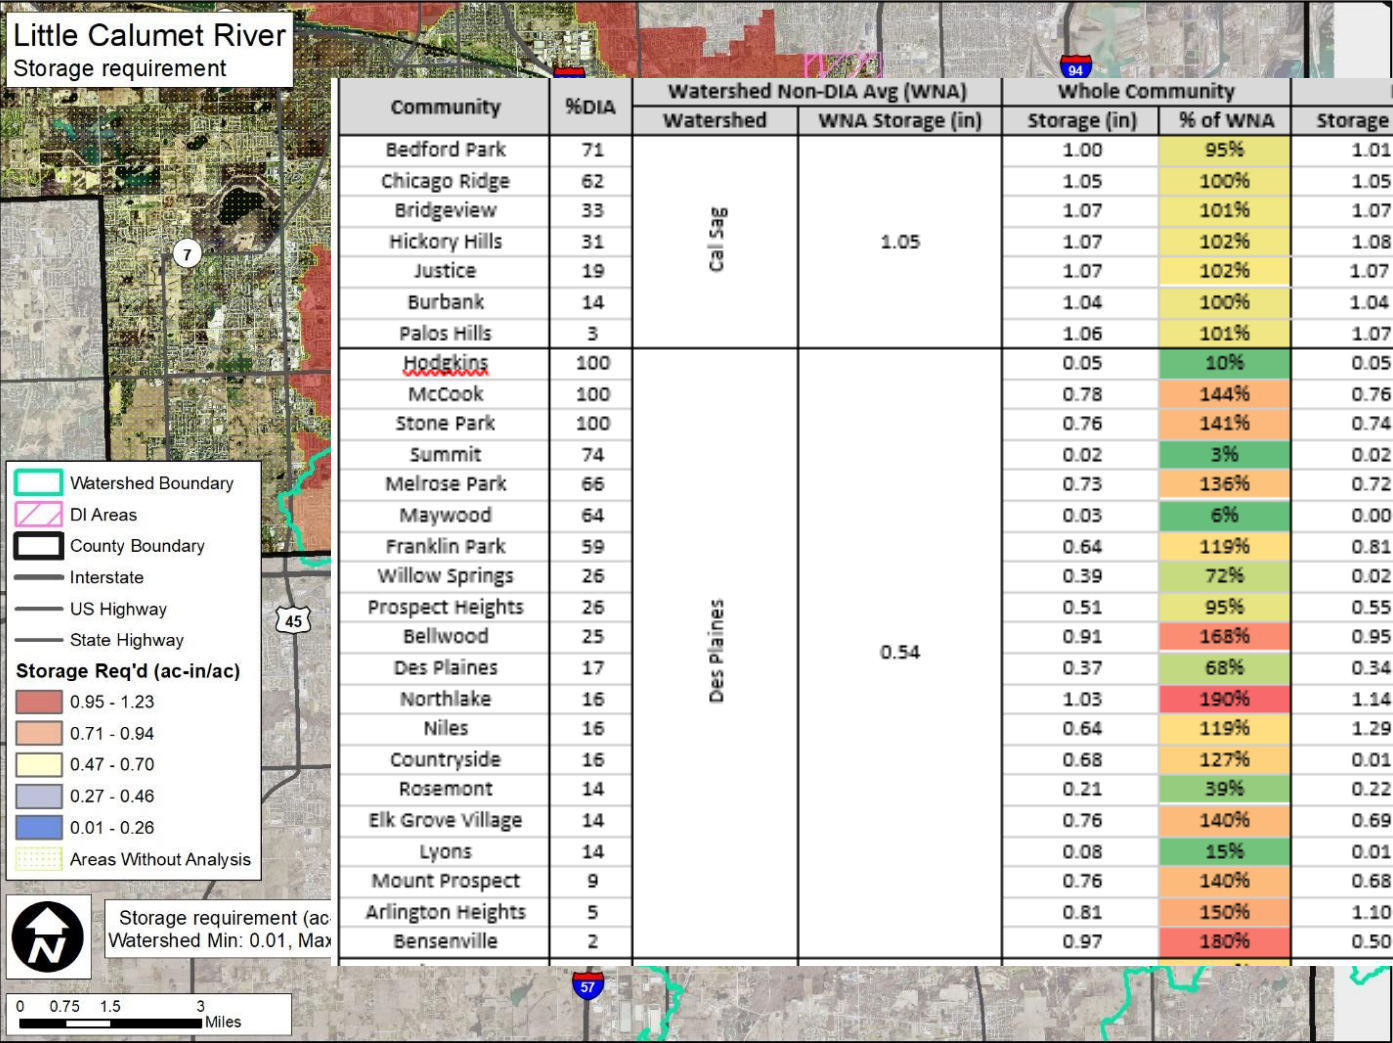 Little Calumet River
Storage requirement
94
7
Community %DIA Watershed Non-DIA Avg (WNA) Whole Community
Watershed WNA Storage (in) Storage (in) % of WNA Storage
Bedford Park 71 1.00 95% 1.01
Chicago Ridge 62 1.05 100% 1.05
Bridgeview 33 1.07 101% 1.07
Hickory Hills 31 Cal Sag 1.05 1.07 102% 1.08
Justice 19 1.07 102% 1.07
Burbank 14 1.04 100% 1.04
Palos Hills 3 1.06 101% 1.07
Hodgkins 100 0.05 10% 0.05
McCook 100 0.78 144% 0.76
Stone Park 100 0.76 141% 0.74
Summit 74 0.02 3% 0.02
Melrose Park 66 0.73 136% 0.72
Maywood 64 0.03 6% 0.00
Franklin Park 59 0.64 119% 0.81
Willow Springs 26 0.39 72% 0.02
Prospect Heights 26 0.51 95% 0.55
Bellwood 25 Des Plaines 0.54 0.91 168% 0.95
Des Plaines 17 0.37 68% 0.34
Northlake 16 1.03 190% 1.14
Niles 16 0.64 119% 1.29
Countryside 16 0.68 127% 0.01
Rosemont 14 0.21 39% 0.22
Elk Grove Village 14 0.76 140% 0.69
Lyons 14 0.08 15% 0.01
Mount Prospect 9 0.76 140% 0.68
Arlington Heights 5 0.81 150% 1.10
Bensenville 2 0.97 180% 0.50
Watershed Boundary
DI Areas
County Boundary
Interstate
US Highway
State Highway
45
Storage Req'd (ac-in/ac)
0.95 - 1.23
0.71 - 0.94
0.47 - 0.70
0.27 - 0.46
0.01 - 0.26
Areas Without Analysis
N
Storage requirement (ac-
Watershed Min: 0.01, Max
57
0 0.75 1.5 3
Miles